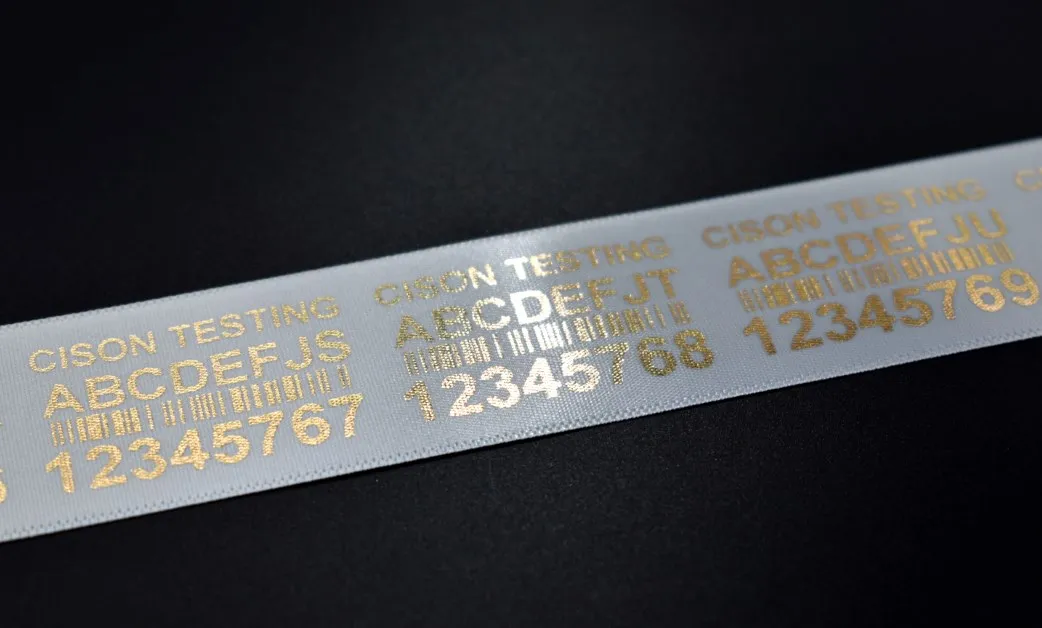 CISON TESTING
ABCDEFJS
12345767
CISON TESTING
ABCDEFJT
12345768
CISON TESTING
ABCDEFJU
12345769